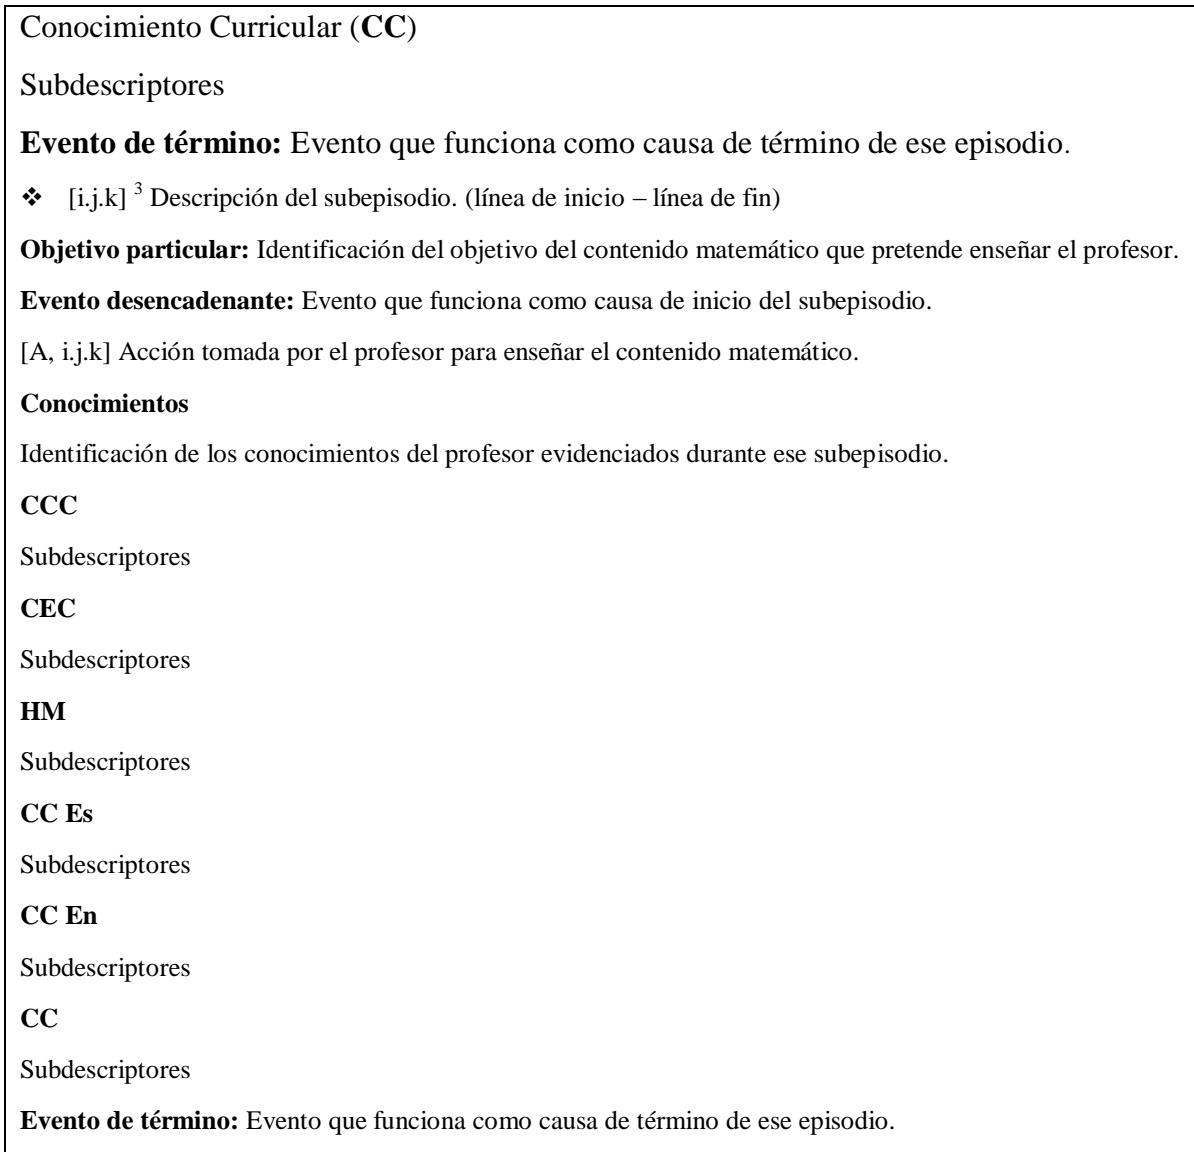 Conocimiento Curricular (CC)
Subdescriptores
Evento de término: Evento que funciona como causa de término de ese episodio.
❖ [i.j.k] ³ Descripción del subepisodio. (línea de inicio – línea de fin)
Objetivo particular: Identificación del objetivo del contenido matemático que pretende enseñar el profesor.
Evento desencadenante: Evento que funciona como causa de inicio del subepisodio.
[A, i.j.k] Acción tomada por el profesor para enseñar el contenido matemático.
Conocimientos
Identificación de los conocimientos del profesor evidenciados durante ese subepisodio.
CCC
Subdescriptores
CEC
Subdescriptores
HM
Subdescriptores
CC Es
Subdescriptores
CC En
Subdescriptores
CC
Subdescriptores
Evento de término: Evento que funciona como causa de término de ese episodio.